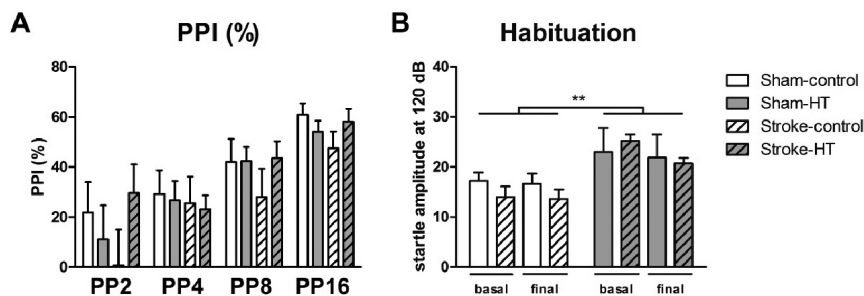 A
PPI (%)
PPI (%)
80
60
40
20
0
PP2 PP4 PP8 PP16
B
Habituation
startle amplitude at 120 dB
40
30
20
10
0
**
basal final basal final
Sham-control
Sham-HT
Stroke-control
Stroke-HT